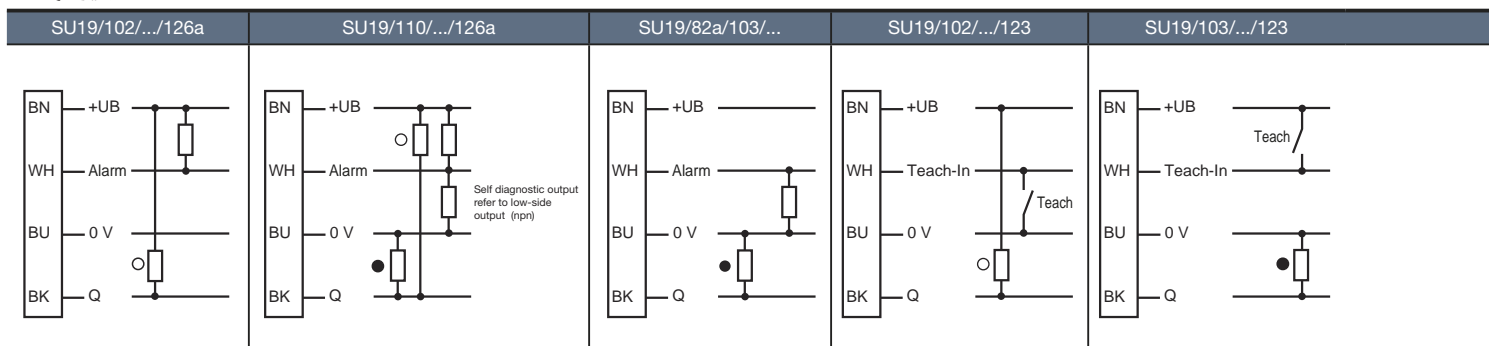 SU19/102/.../126a
SU19/110/.../126a
SU19/82a/103/...
SU19/102/.../123
SU19/103/.../123
BN +UB
WH Alarm
BU 0 V
BK Q
BN +UB
WH Alarm
Self diagnostic output
refer to low-side
output (npn)
BU 0 V
BK Q
BN +UB
WH Alarm
BU 0 V
BK Q
BN +UB
WH Teach-In
Teach
BU 0 V
BK Q
BN +UB
Teach
WH Teach-In
BU 0 V
BK Q